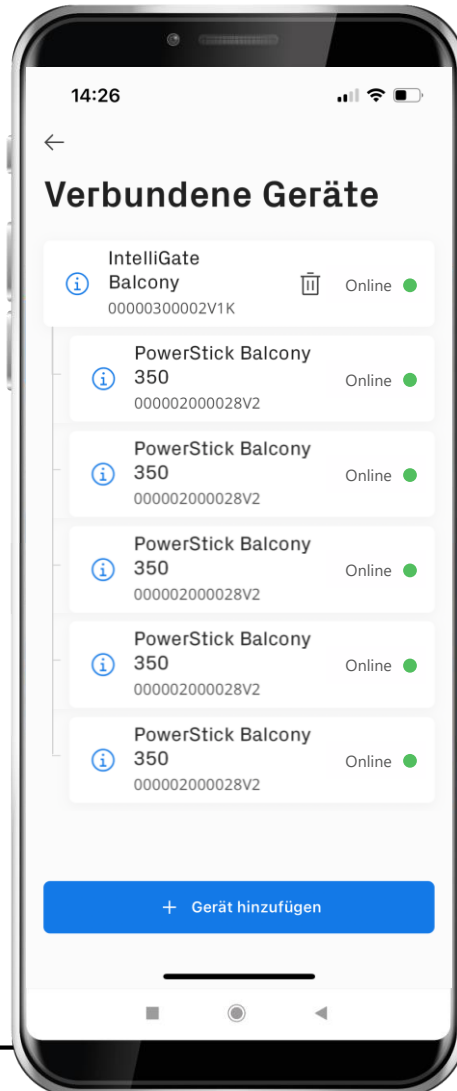 14:26
Verbundene Geräte
IntelliGate
Balcony
00000300002V1K
Online
PowerStick Balcony
350
000002000028V2
Online
PowerStick Balcony
350
000002000028V2
Online
PowerStick Balcony
350
000002000028V2
Online
PowerStick Balcony
350
000002000028V2
Online
PowerStick Balcony
350
000002000028V2
Online
+ Gerät hinzufügen